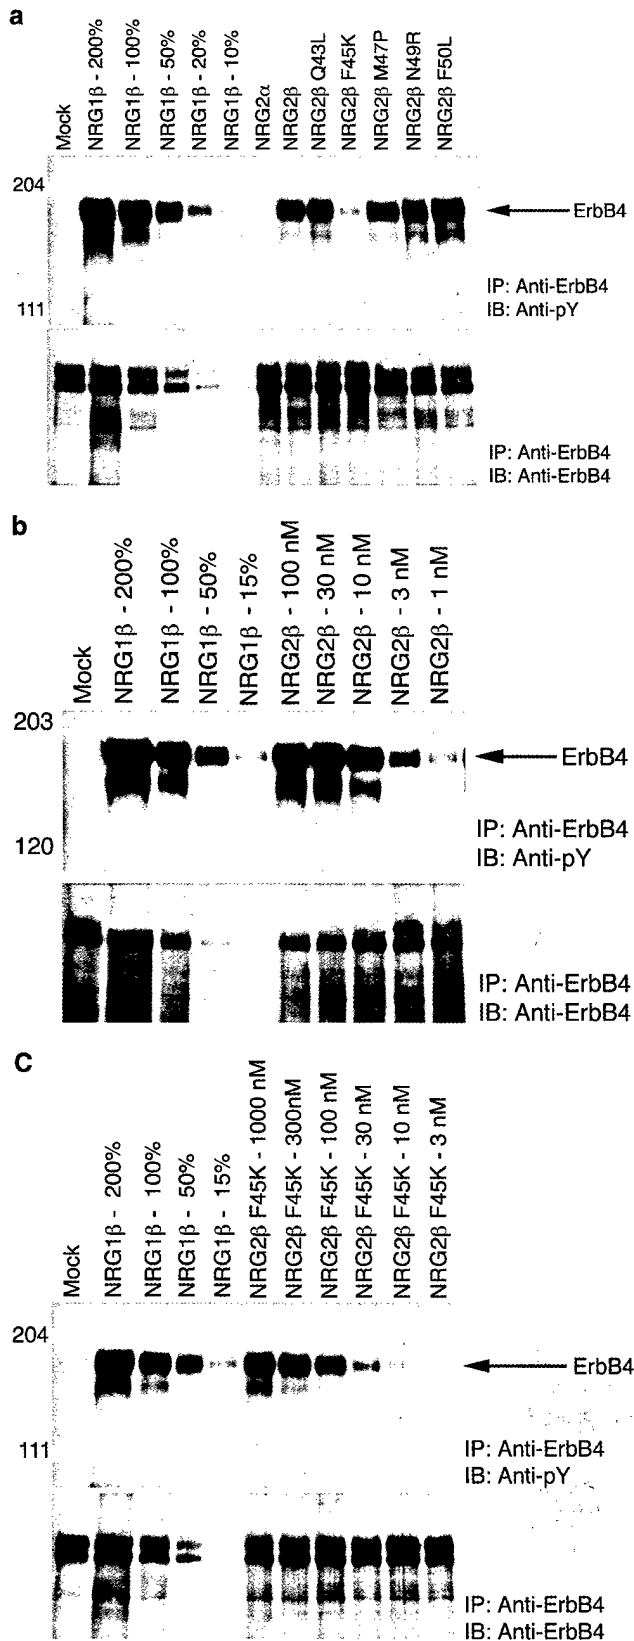 a
Mock
NRG1β - 200%
NRG1β - 100%
NRG1β - 50%
NRG1β - 20%
NRG1β - 10%
NRG2α
NRG2β
NRG2β Q43L
NRG2β F45K
NRG2β M47P
NRG2β N49R
NRG2β F50L
204
ErbB4
IP: Anti-ErbB4
111
IB: Anti-pY
IP: Anti-ErbB4
IB: Anti-ErbB4
b
Mock
NRG1β - 200%
NRG1β - 100%
NRG1β - 50%
NRG1β - 15%
NRG2β - 100 nM
NRG2β - 30 nM
NRG2β - 10 nM
NRG2β - 3 nM
NRG2β - 1 nM
203
ErbB4
IP: Anti-ErbB4
120
IB: Anti-pY
IP: Anti-ErbB4
IB: Anti-ErbB4
C
Mock
NRG1β - 200%
NRG1β - 100%
NRG1β - 50%
NRG1β - 15%
NRG2β F45K - 1000 nM
NRG2β F45K - 300nM
NRG2β F45K - 100 nM
NRG2β F45K - 30 nM
NRG2β F45K - 10 nM
NRG2β F45K - 3 nM
204
ErbB4
111
IP: Anti-ErbB4
IB: Anti-pY
IP: Anti-ErbB4
IB: Anti-ErbB4